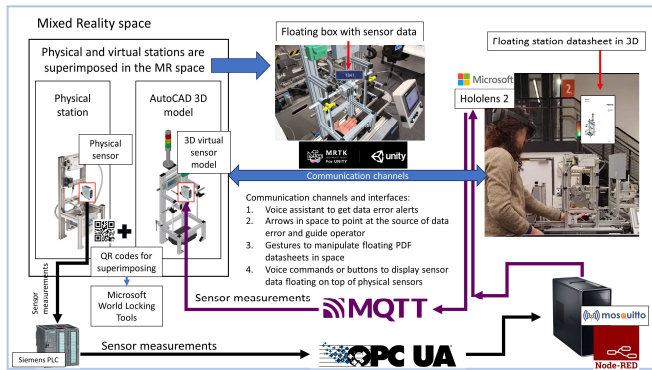 Mixed Reality space
Physical and virtual stations are
superimposed in the MR space
Physical
station
AutoCAD 3D
model
Physical
sensor
3D virtual
sensor
model
QR codes for
superimposing
Microsoft
World Locking
Tools
Floating box with sensor data
MRTK
For UNITY
unity
Microsoft
Hololens 2
Floating station datasheet in 3D
Communication channels
Communication channels and interfaces:
1. Voice assistant to get data error alerts
2. Arrows in space to point at the source of
data error and guide operator
3. Gestures to manipulate floating PDF
datasheets in space
4. Voice commands or buttons to display sensor
data floating on top of physical sensors
Sensor
measurements
Sensor measurements
MQTT
Siemens PLC
Sensor measurements
OPC UA
mosquitto
Node-RED